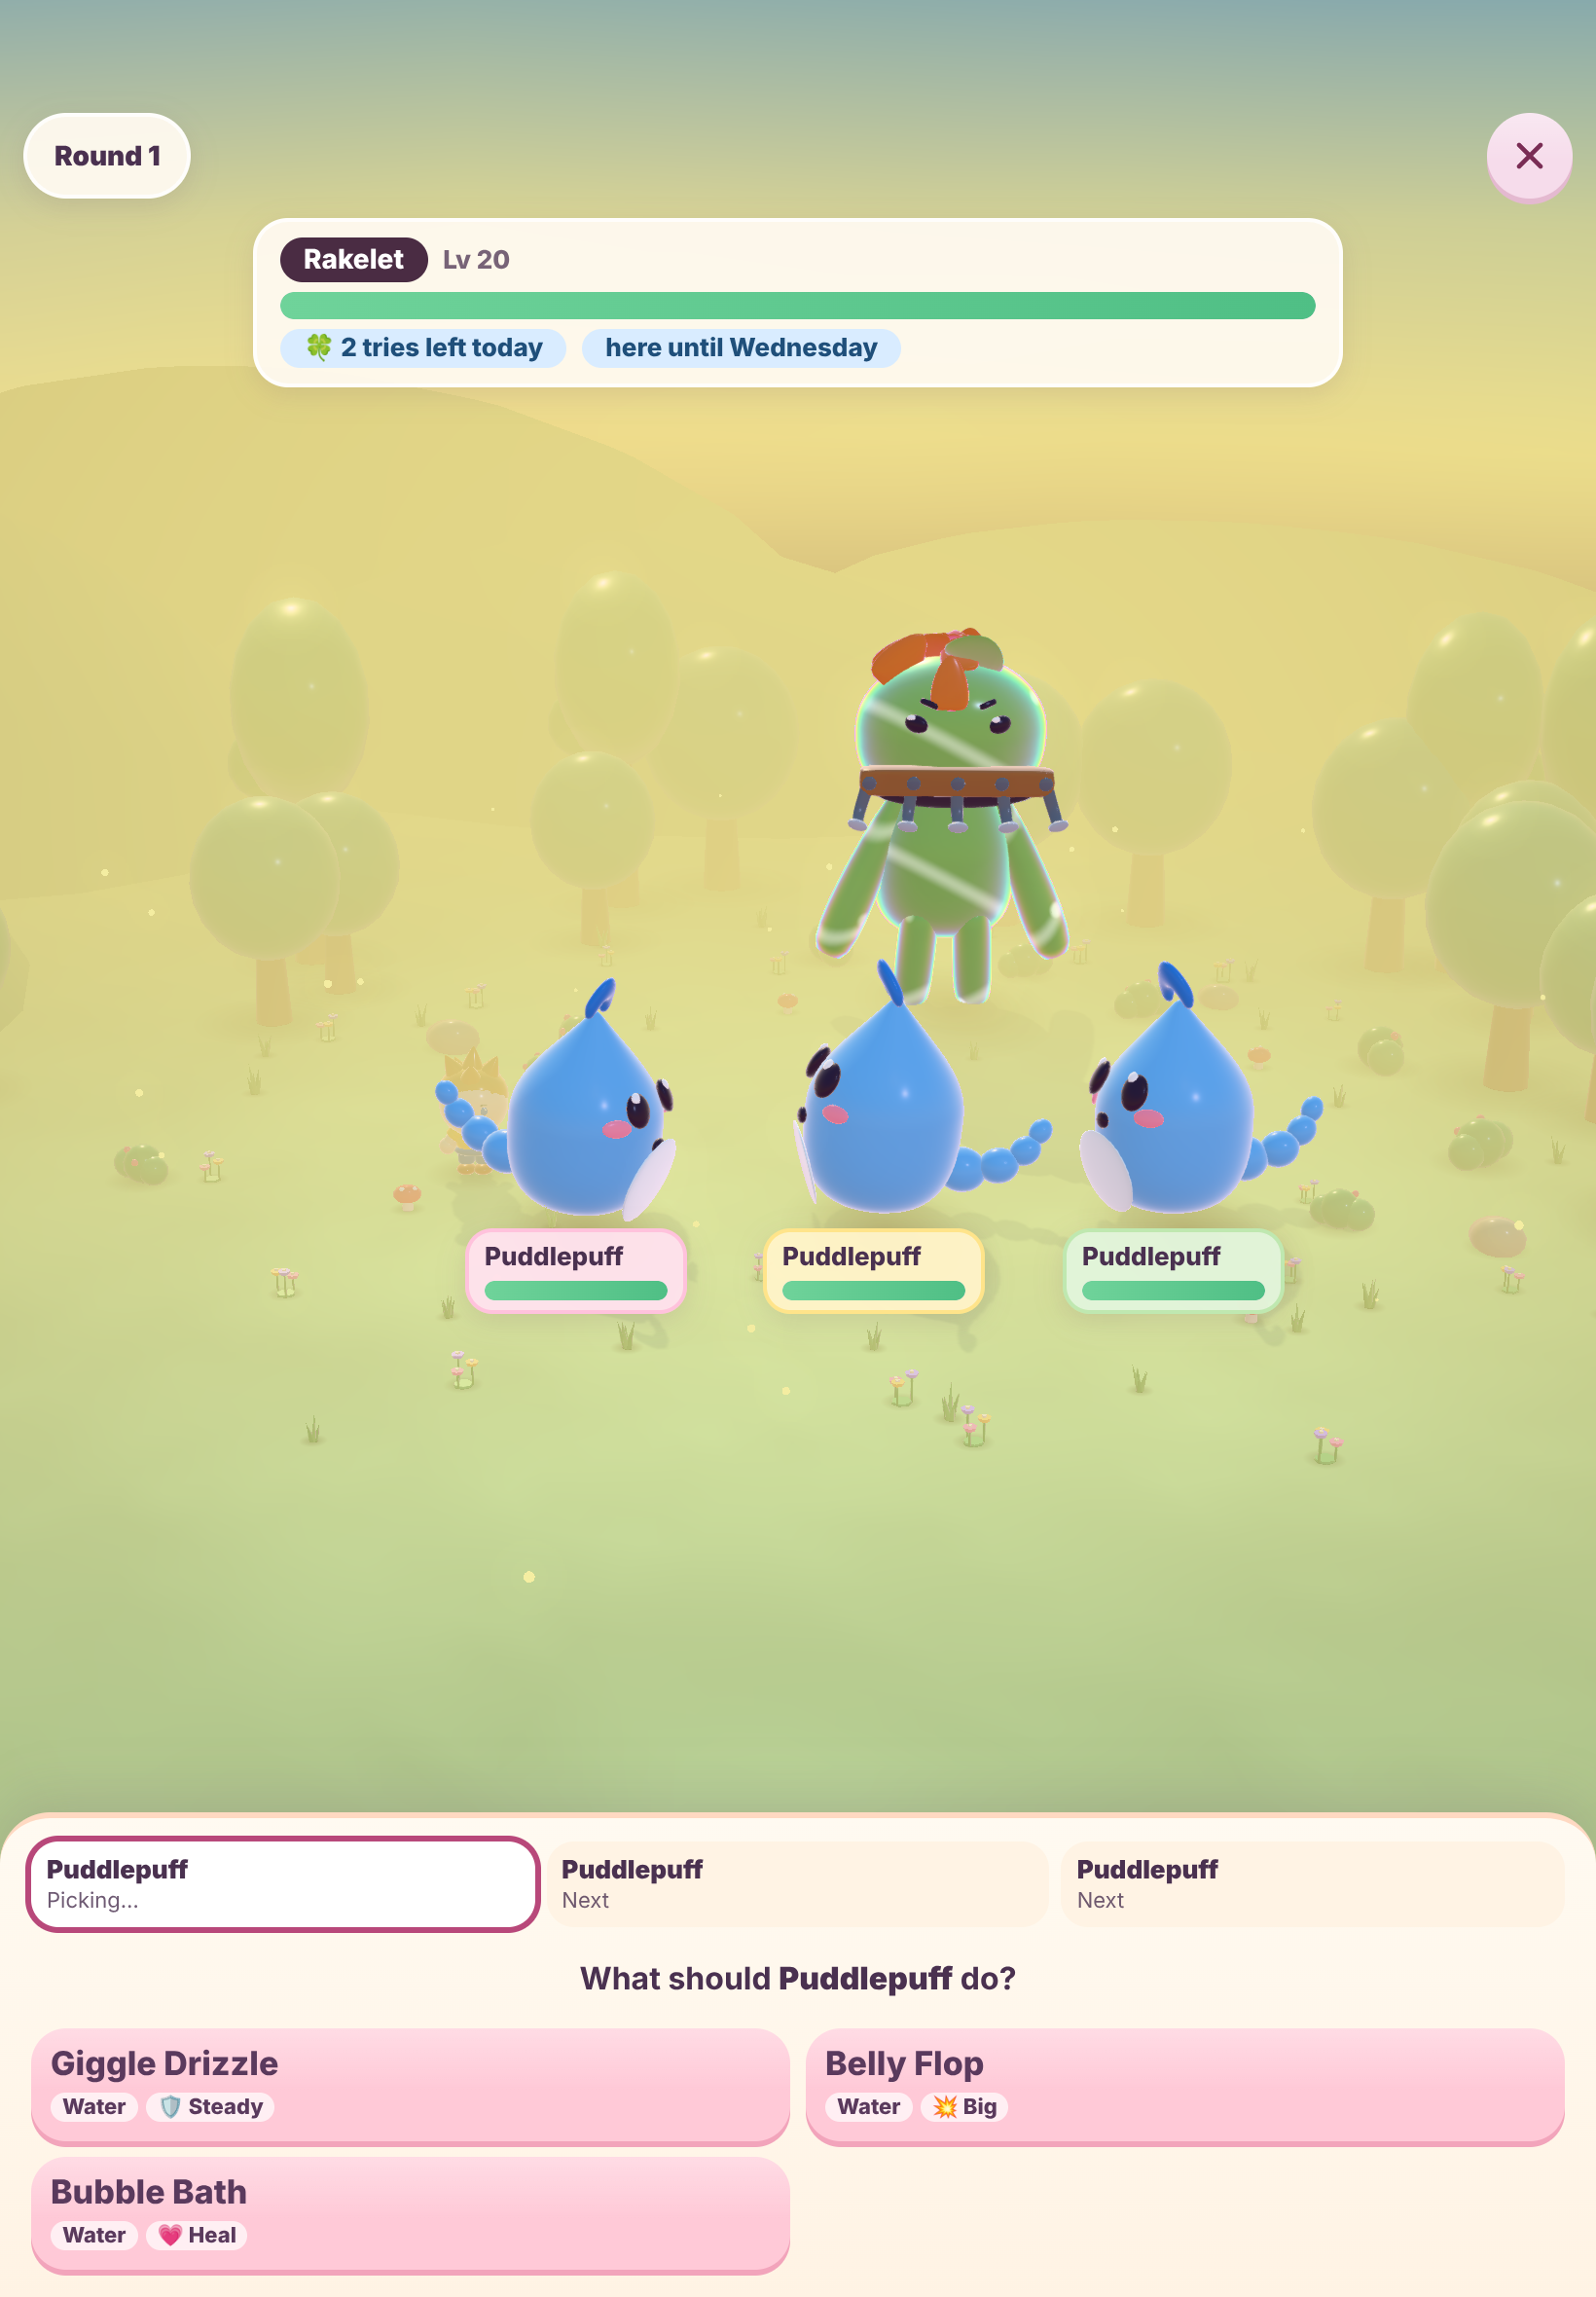 Round 1
Rakelet Lv 20
🍀 2 tries left today here until Wednesday
Puddlepuff Puddlepuff Puddlepuff
Puddlepuff Puddlepuff Puddlepuff
Picking... Next Next
What should Puddlepuff do?
Giggle Drizzle Belly Flop
Water 🛡️ Steady Water 💥 Big
Bubble Bath
Water 💗 Heal